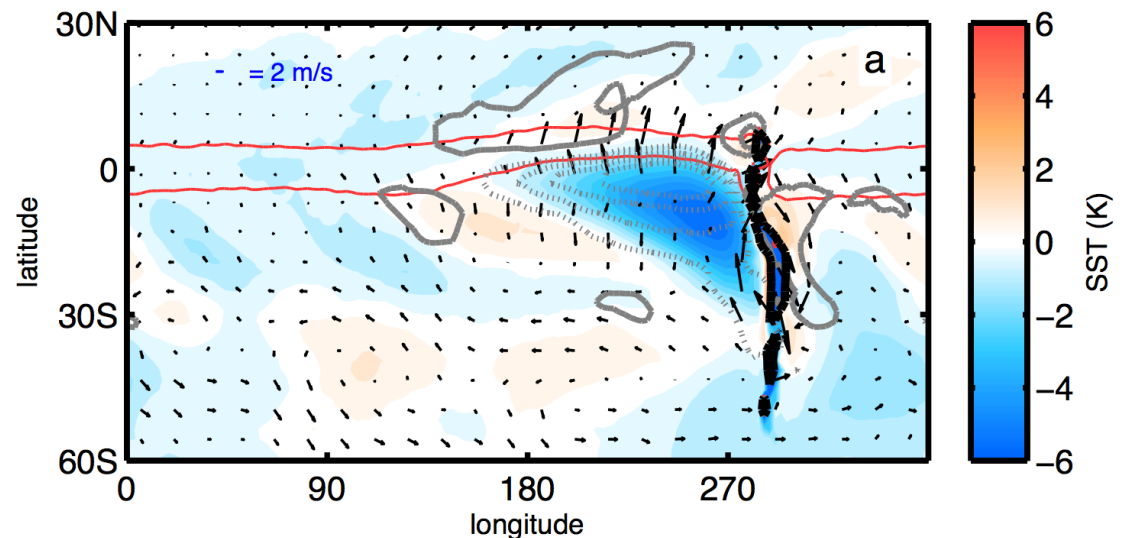 30N
0
30S
60S
latitude
0 90 180 270
longitude
- = 2 m/s
a
6
4
2
0
−2
−4
−6
SST (K)